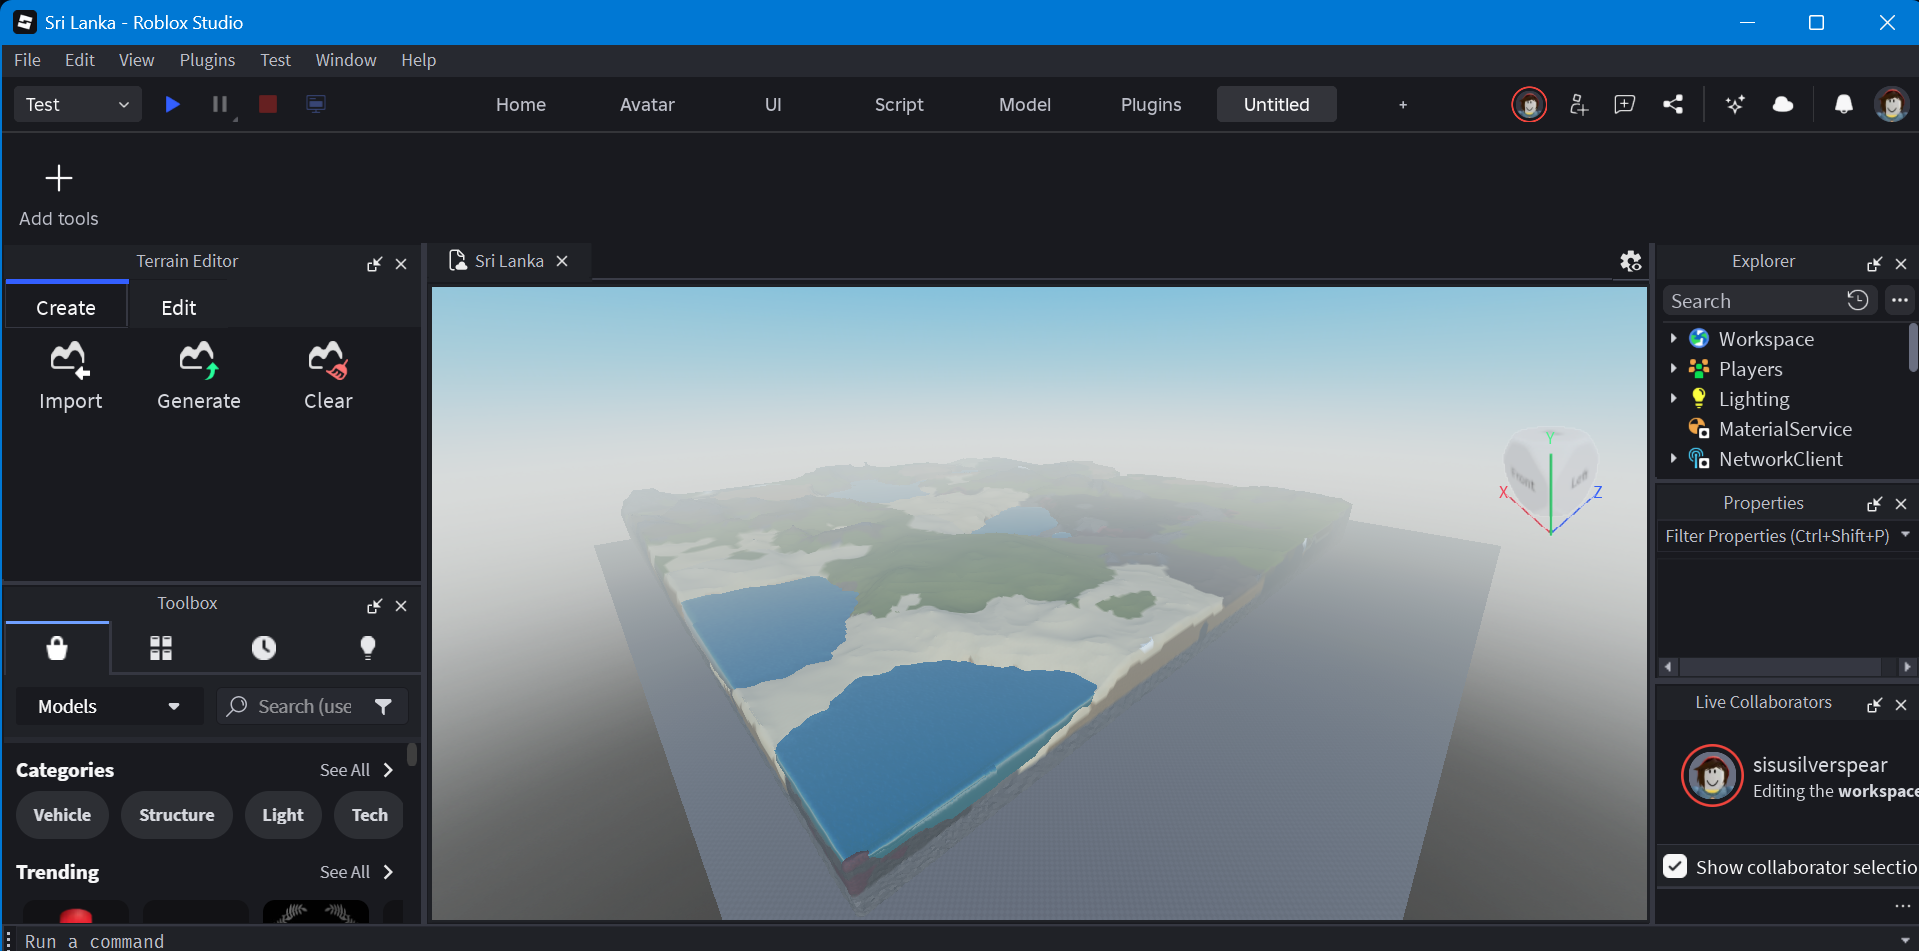 Sri Lanka - Roblox Studio
File Edit View Plugins Test Window Help
Test Home Avatar UI Script Model Plugins Untitled +
Add tools
Terrain Editor
Create Edit
Import Generate Clear
Toolbox
Models Search (use
Categories See All
Vehicle Structure Light Tech
Trending See All
Run a command
Sri Lanka
Y
Front Left
X Z
Explorer
Search
Workspace
Players
Lighting
MaterialService
NetworkClient
Properties
Filter Properties (Ctrl+Shift+P)
Live Collaborators
sisusilverspear
Editing the workspace
Show collaborator selectio